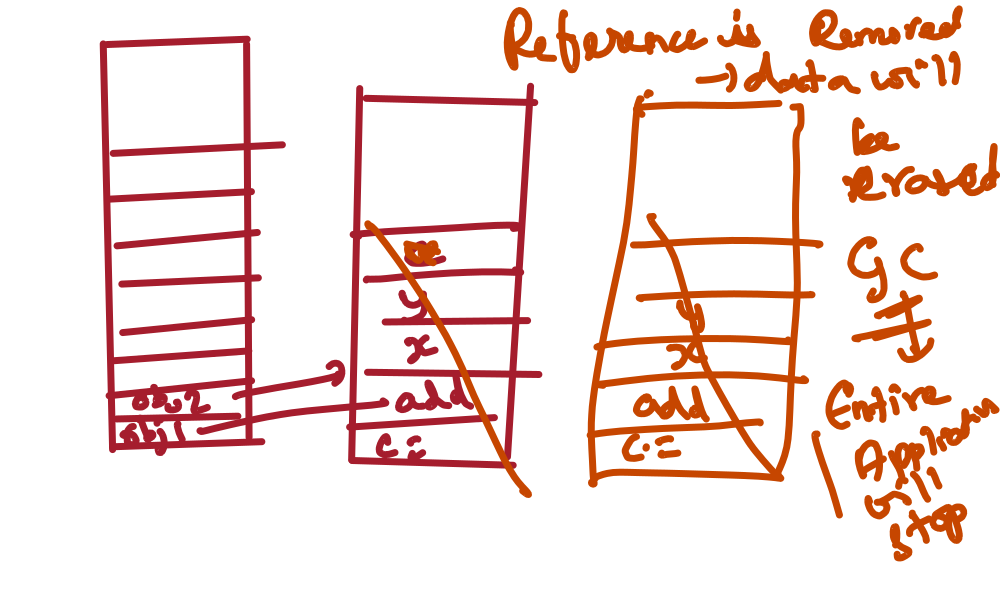 Reference is Removed
→ data will
be
erased
GC
y
x
add
y
x
add
obj2
obj1
Entire
Application
will
stop